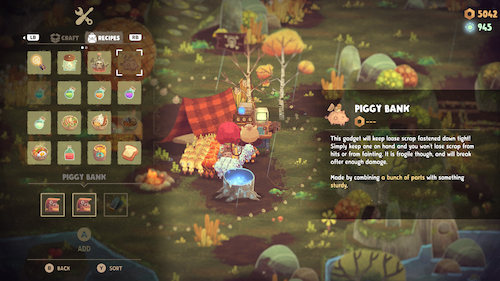 5042
945
LB CRAFT RECIPES RB
PIGGY BANK
---
This gadget will keep loose scrap fastened down tight!
Simply keep one on hand and you won't lose scrap from
hits or from fainting. It is fragile though, and will break
after enough damage.
Made by combining a bunch of parts with something
sturdy.
PIGGY BANK
A
ADD
B BACK Y SORT